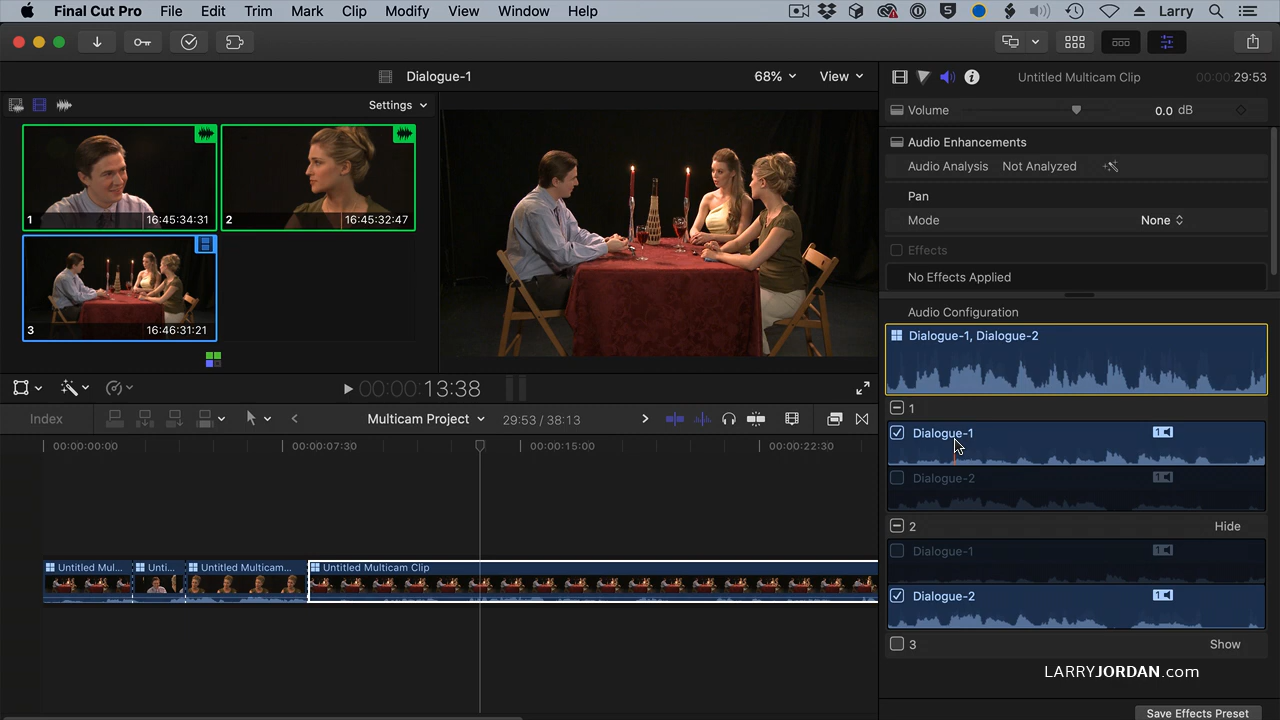 Final Cut Pro File Edit Trim Mark Clip Modify View Window Help Larry
Dialogue-1 68% View Untitled Multicam Clip 00:00:29:53
Settings
Volume 0.0 dB
Audio Enhancements
Audio Analysis Not Analyzed
Pan
Mode None
Effects
No Effects Applied
1 16:45:34:31
2 16:45:32:47
3 16:46:31:21
Audio Configuration
Dialogue-1, Dialogue-2
1
Dialogue-1 1
Dialogue-2 1
2 Hide
Dialogue-1 1
Dialogue-2 1
3 Show
00:00:13:38
Index Multicam Project 29:53 / 38:13
00:00:00:00 00:00:07:30 00:00:15:00 00:00:22:30
Untitled Mul... Unti... Untitled Multicam... Untitled Multicam Clip
LARRYJORDAN.com
Save Effects Preset